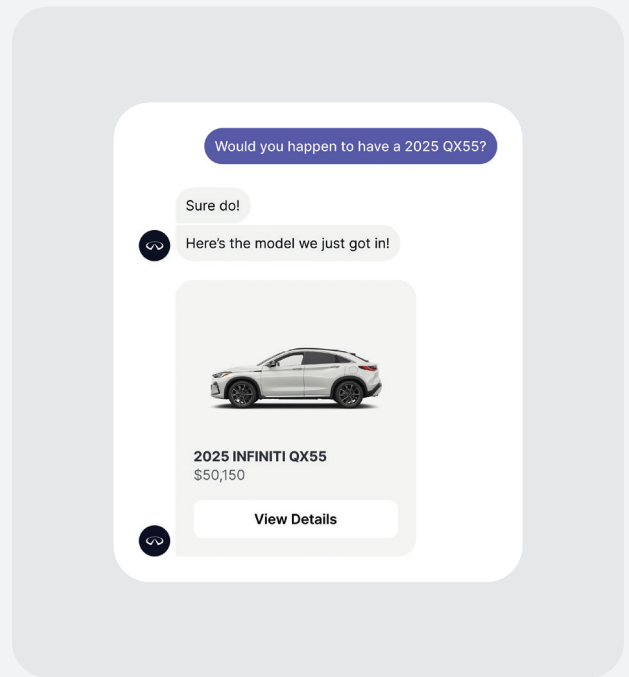 Would you happen to have a 2025 QX55?
Sure do!
Here’s the model we just got in!
2025 INFINITI QX55
$50,150
View Details